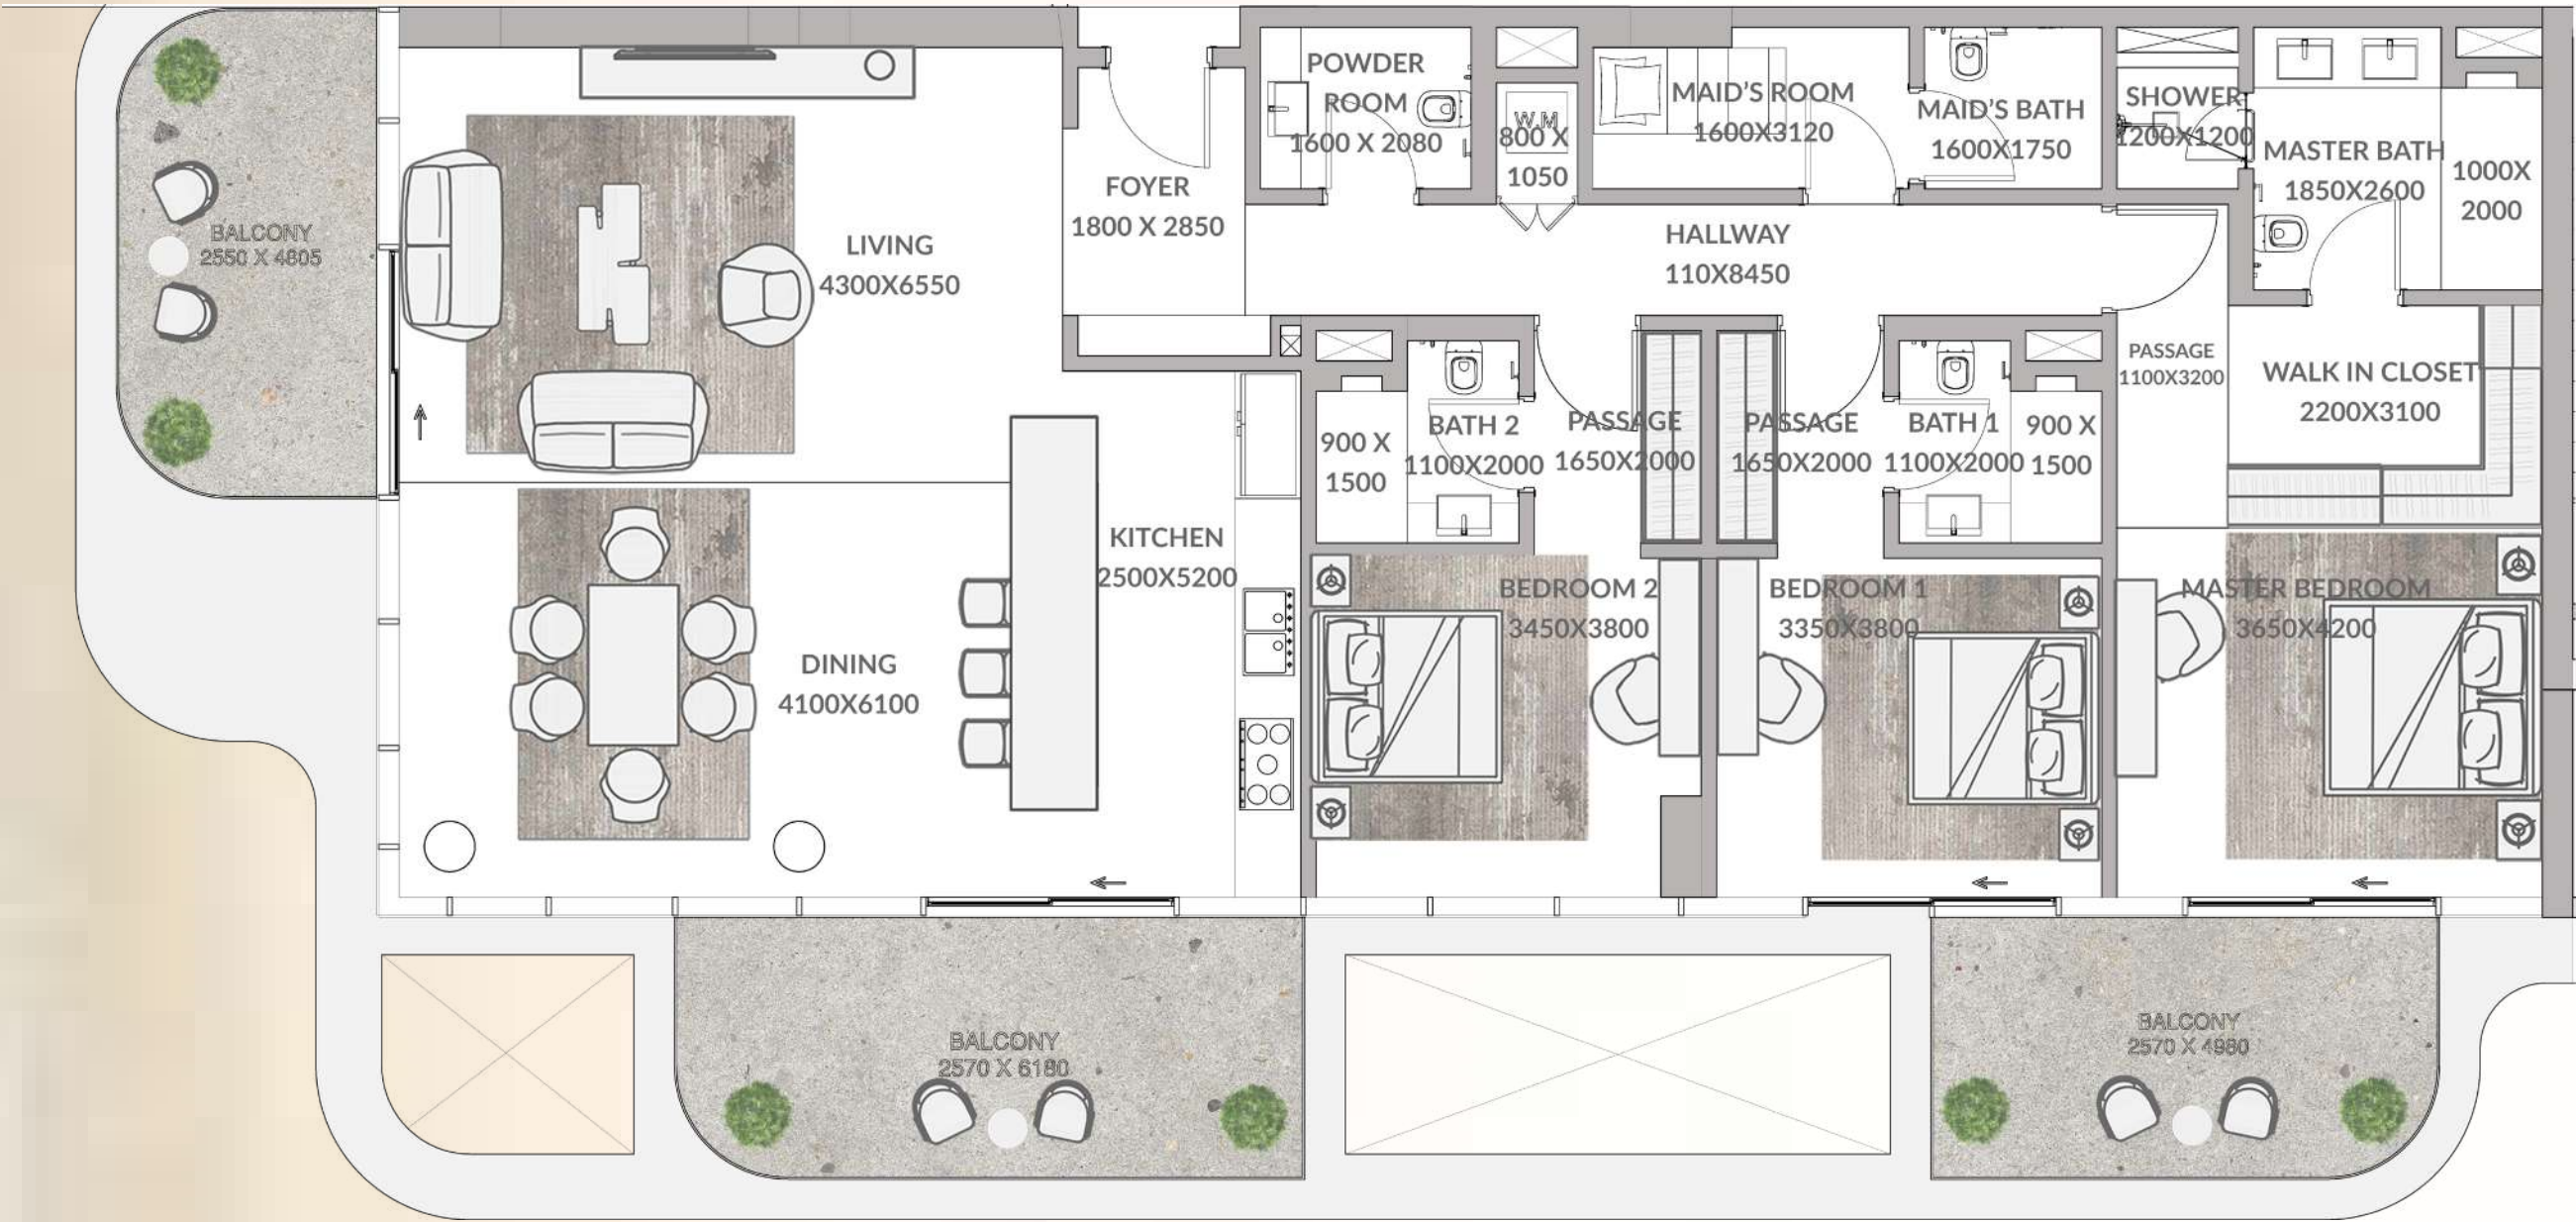 BALCONY
2550 X 4805
LIVING
4300X6550
FOYER
1800 X 2850
POWDER
ROOM
1600 X 2080
W.M
800 X
1050
MAID'S ROOM
1600X3120
MAID'S BATH
1600X1750
SHOWER
1200X1200
MASTER BATH
1850X2600
1000X
2000
HALLWAY
110X8450
DINING
4100X6100
KITCHEN
2500X5200
900 X
1500
BATH 2
1100X2000
PASSAGE
1650X2000
PASSAGE
1650X2000
BATH 1
1100X2000
900 X
1500
PASSAGE
1100X3200
WALK IN CLOSET
2200X3100
BEDROOM 2
3450X3800
BEDROOM 1
3350X3800
MASTER BEDROOM
3650X4200
BALCONY
2570 X 6180
BALCONY
2570 X 4980